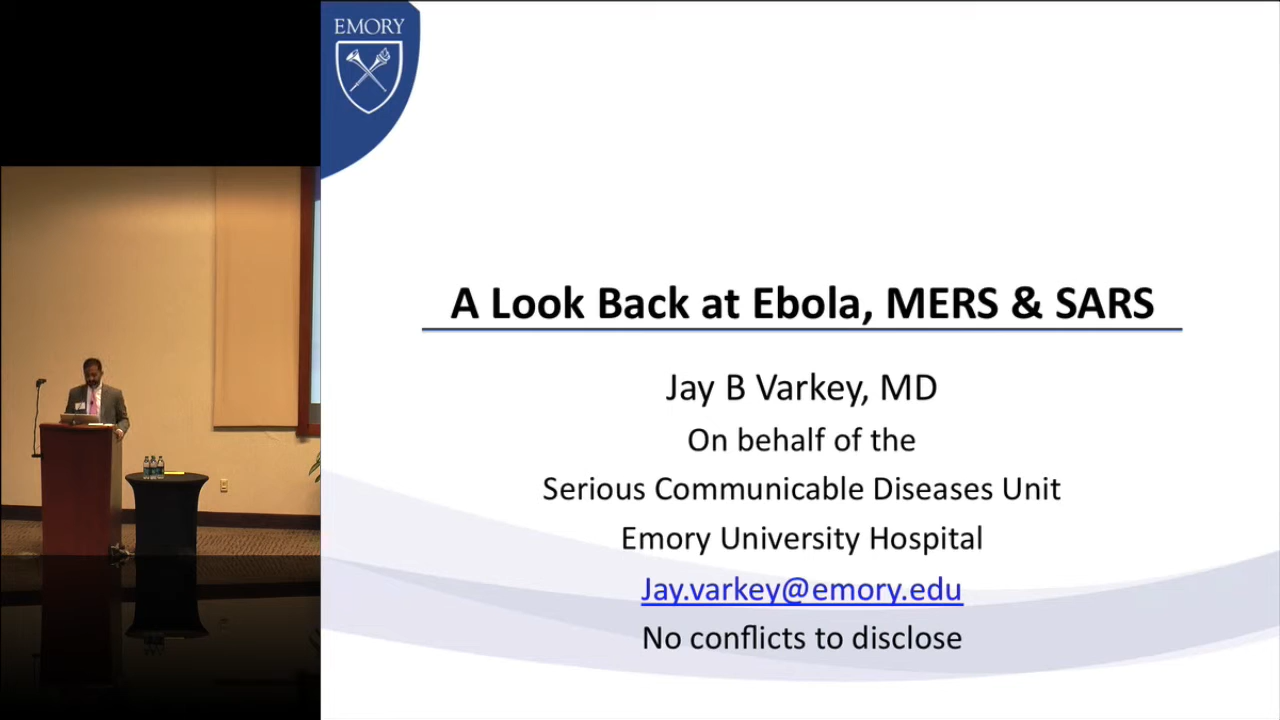 EMORY
A Look Back at Ebola, MERS & SARS
Jay B Varkey, MD
On behalf of the
Serious Communicable Diseases Unit
Emory University Hospital
Jay.varkey@emory.edu
No conflicts to disclose